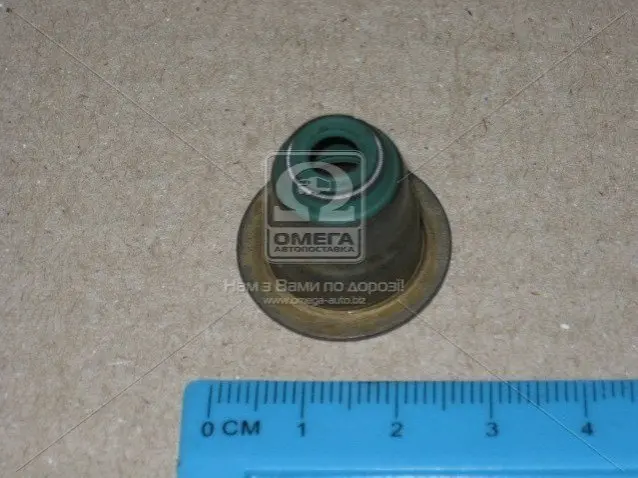 ОМЕГА
АВТОПОСТАВКА
Нам з Вами по дорозі!
www.omega-auto.biz
0 CM 1 2 3 4